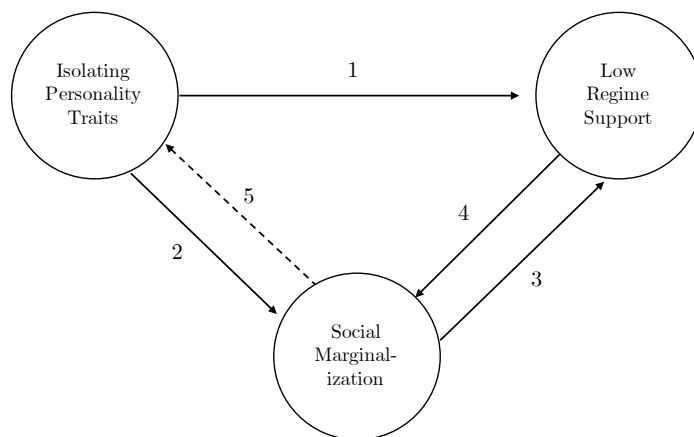 Isolating
Personality
Traits
1
Low
Regime
Support
5
4
2
3
Social
Marginal-
ization